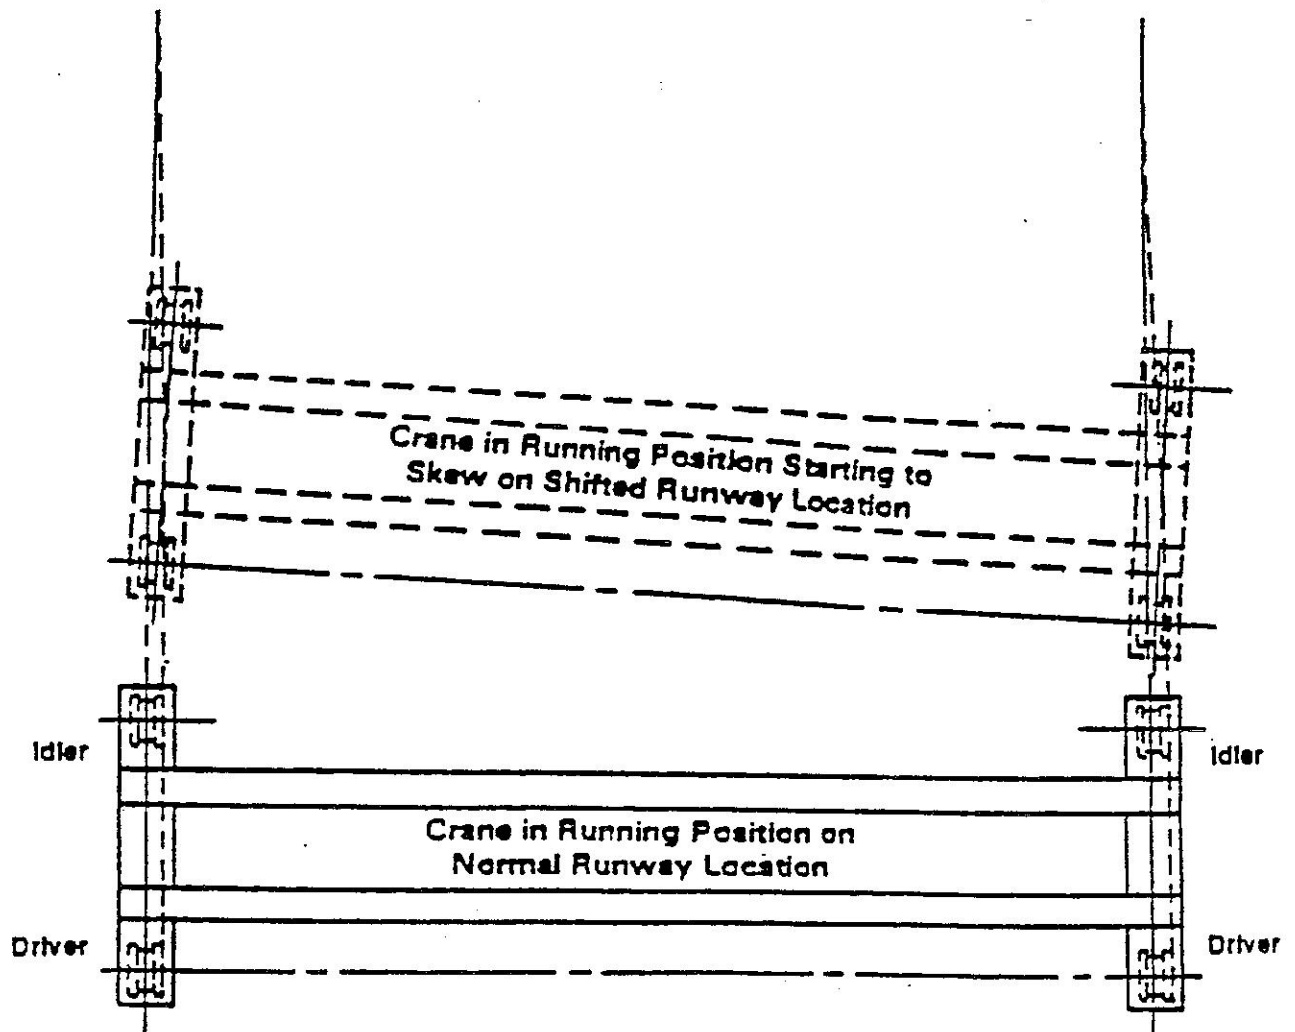 Crane in Running Position Starting to
Skew on Shifted Runway Location
Idler
Idler
Crane in Running Position on
Normal Runway Location
Driver
Driver